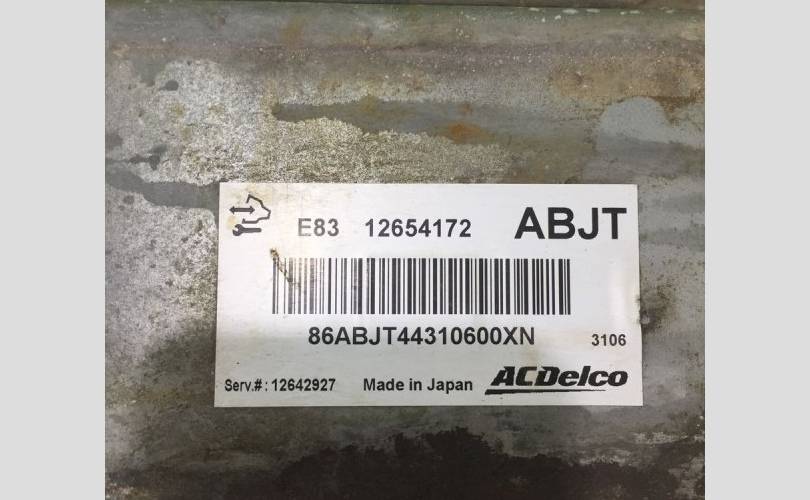 E83 12654172 ABJT
86ABJT44310600XN 3106
Serv.#: 12642927 Made in Japan ACDelco